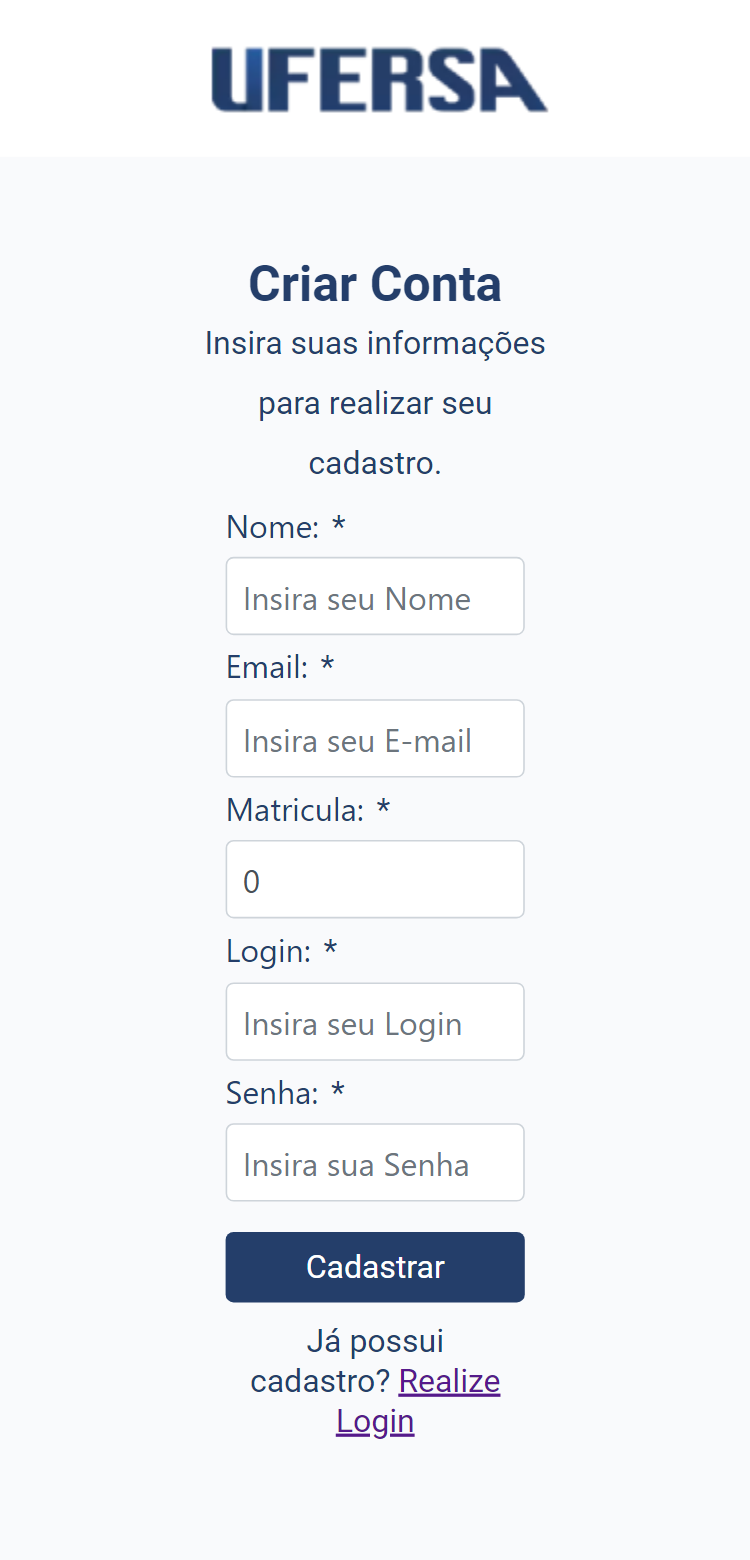 UFERSA
Criar Conta
Insira suas informações
para realizar seu
cadastro.
Nome: *
Insira seu Nome
Email: *
Insira seu E-mail
Matricula: *
0
Login: *
Insira seu Login
Senha: *
Insira sua Senha
Cadastrar
Já possui
cadastro? Realize
Login